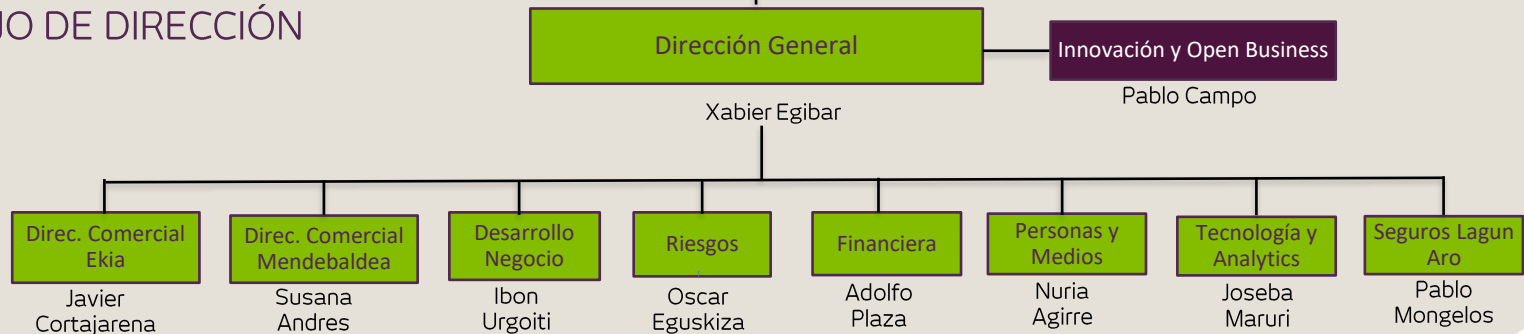 JO DE DIRECCIÓN
Dirección General
Innovación y Open Business
Pablo Campo
Xabier Egibar
Direc. Comercial
Ekia
Javier
Cortajarena
Direc. Comercial
Mendebaldea
Susana
Andres
Desarrollo
Negocio
Ibon
Urgoiti
Riesgos
Oscar
Eguskiza
Financiera
Adolfo
Plaza
Personas y
Medios
Nuria
Agirre
Tecnología y
Analytics
Joseba
Maruri
Seguros Lagun
Aro
Pablo
Mongelos